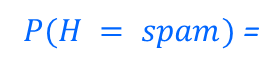 P(H = spam) =